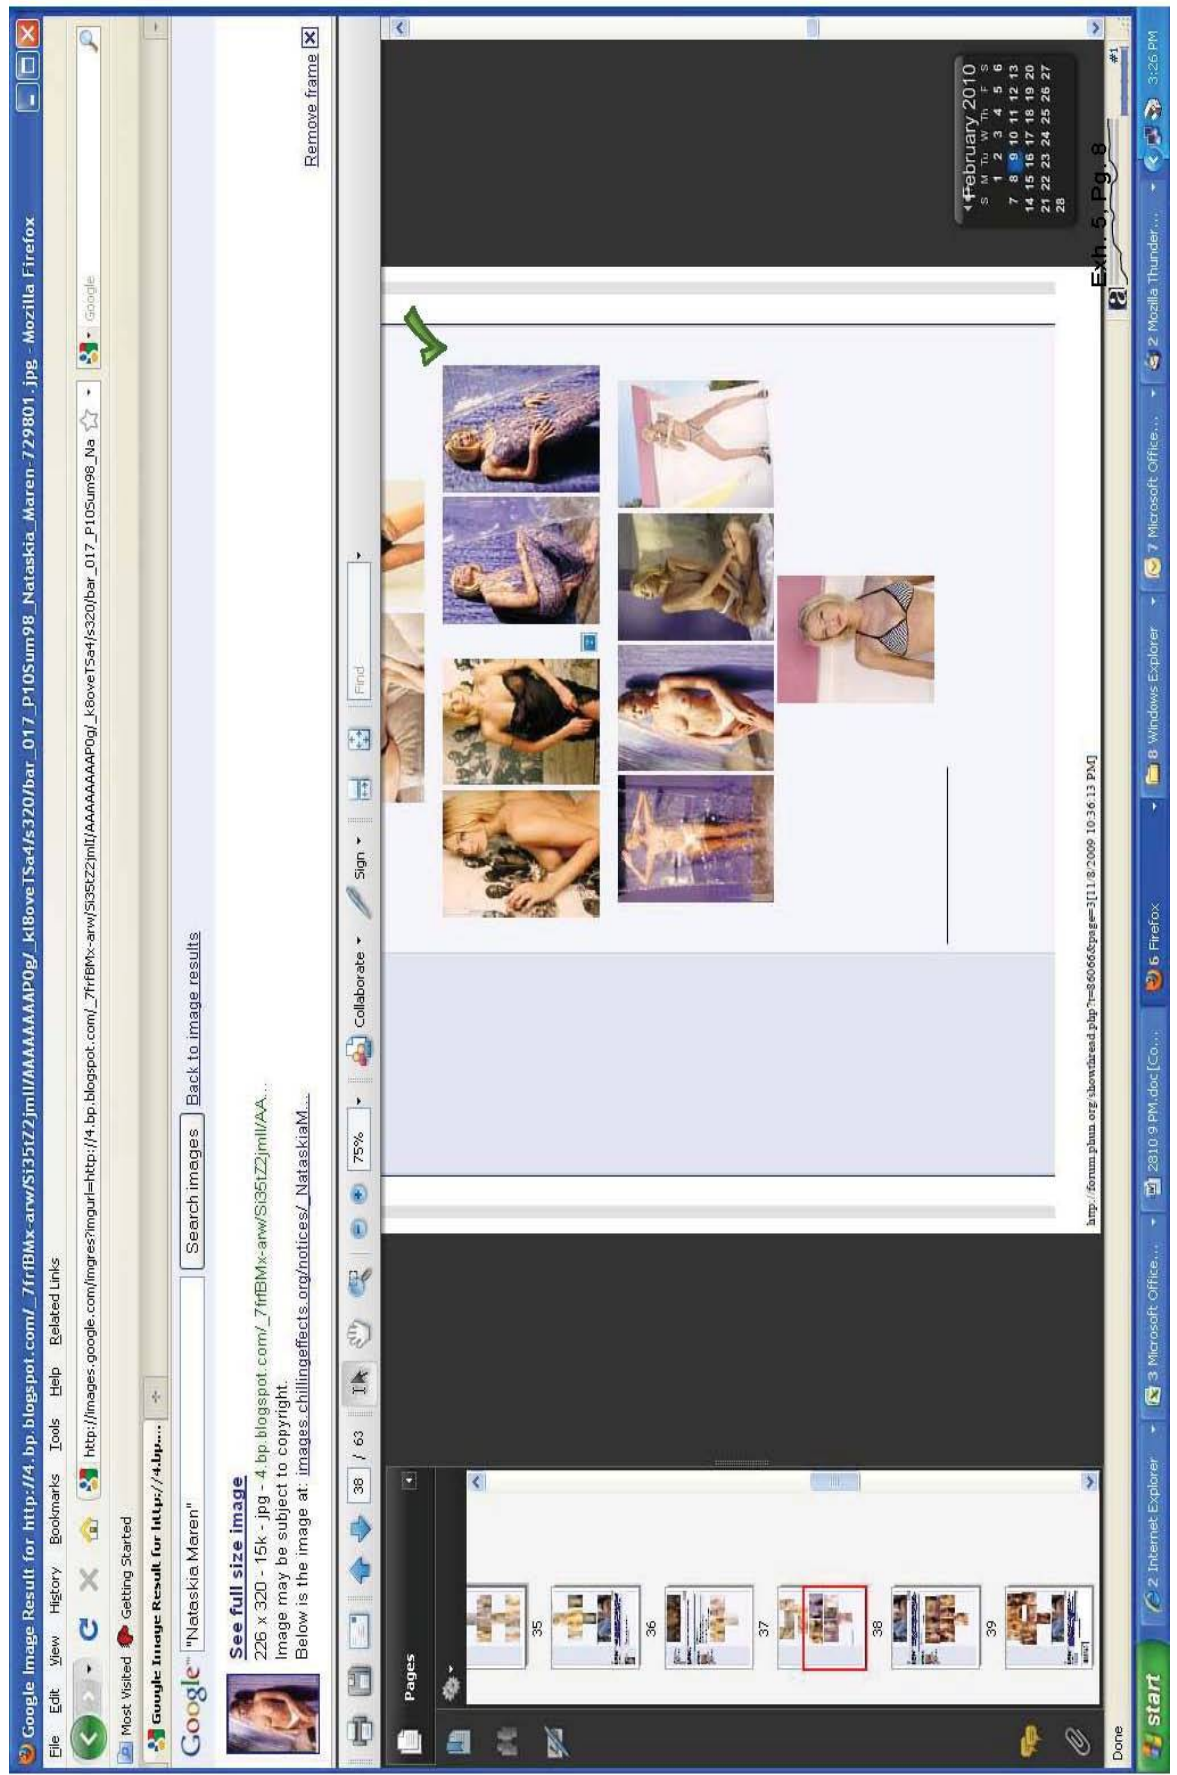 Google Image Result for http://4.bp.blogspot.com/_7frfBMx-arw/Si35tZ2jmlI/AAAAAAAAP0g/_kI8oveTSa4/s320/bar_017_P10Sum98_Nataskia_Maren-729801.jpg - Mozilla Firefox
File Edit View History Bookmarks Tools Help Related Links
http://images.google.com/imgres?imgurl=http://4.bp.blogspot.com/_7frfBMx-arw/Si35tZ2jmlI/AAAAAAAAP0g/_k8oveTSa4/s320/bar_017_P10Sum98_Na
Google
Most Visited Getting Started
Google Image Result for http://4.bp....
Google "Nataskia Maren" Search images Back to image results
See full size image
226 x 320 - 15k - jpg - 4.bp.blogspot.com/_7frfBMx-arw/Si35tZ2jmlI/AA...
Image may be subject to copyright.
Below is the image at: images.chillingeffects.org/notices/_NataskiaM...
Remove frame X
38 / 63 75% Collaborate Sign Find
Pages
35
36
37
38
39
http://forum.phun.org/showthread.php?t=86066&page=3[11/8/2009 10:36:13 PM]
February 2010
S M Tu W Th F S
1 2 3 4 5 6
7 8 9 10 11 12 13
14 15 16 17 18 19 20
21 22 23 24 25 26 27
28
Exh. 5, Pg. 8
Done
a
#1
start
2 Internet Explorer
3 Microsoft Office...
2810 9 PM.doc [Co...
6 Firefox
8 Windows Explorer
7 Microsoft Office...
2 Mozilla Thunder...
3:26 PM